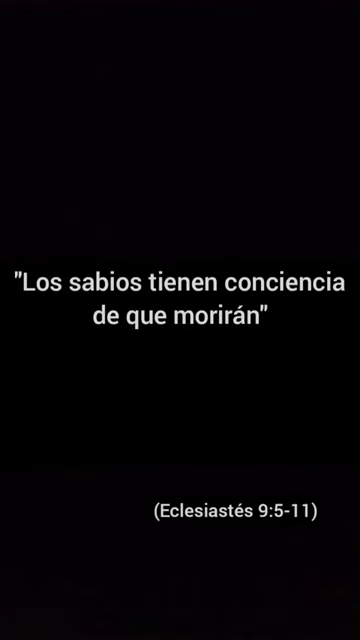 "Los sabios tienen conciencia
de que morirán"
(Eclesiastés 9:5-11)